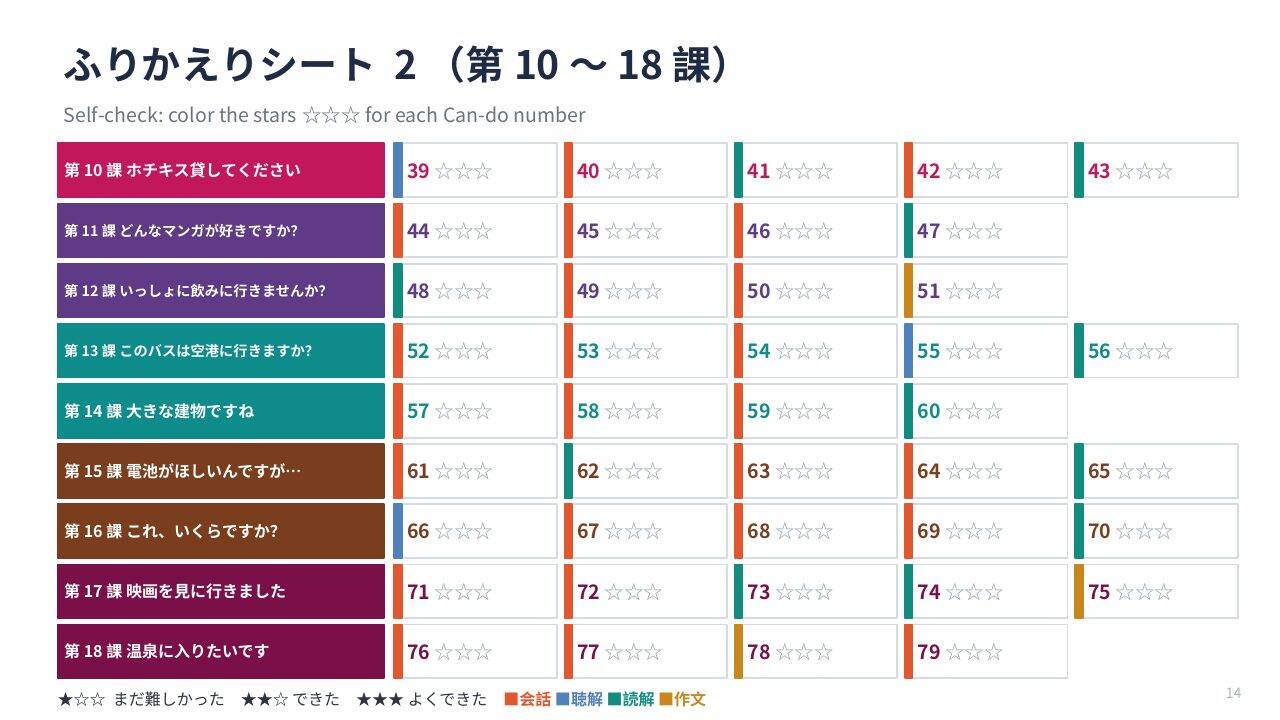 ふりかえりシート 2 （第 10 〜 18 課）
Self-check: color the stars ☆☆☆ for each Can-do number
第 10 課 ホチキス貸してください 39 ☆☆☆ 40 ☆☆☆ 41 ☆☆☆ 42 ☆☆☆ 43 ☆☆☆
第 11 課 どんなマンガが好きですか? 44 ☆☆☆ 45 ☆☆☆ 46 ☆☆☆ 47 ☆☆☆
第 12 課 いっしょに飲みに行きませんか? 48 ☆☆☆ 49 ☆☆☆ 50 ☆☆☆ 51 ☆☆☆
第 13 課 このバスは空港に行きますか? 52 ☆☆☆ 53 ☆☆☆ 54 ☆☆☆ 55 ☆☆☆ 56 ☆☆☆
第 14 課 大きな建物ですね 57 ☆☆☆ 58 ☆☆☆ 59 ☆☆☆ 60 ☆☆☆
第 15 課 電池がほしいんですが… 61 ☆☆☆ 62 ☆☆☆ 63 ☆☆☆ 64 ☆☆☆ 65 ☆☆☆
第 16 課 これ、いくらですか? 66 ☆☆☆ 67 ☆☆☆ 68 ☆☆☆ 69 ☆☆☆ 70 ☆☆☆
第 17 課 映画を見に行きました 71 ☆☆☆ 72 ☆☆☆ 73 ☆☆☆ 74 ☆☆☆ 75 ☆☆☆
第 18 課 温泉に入りたいです 76 ☆☆☆ 77 ☆☆☆ 78 ☆☆☆ 79 ☆☆☆
★☆☆ まだ難しかった ★★☆ できた ★★★ よくできた ■会話 ■聴解 ■読解 ■作文
14